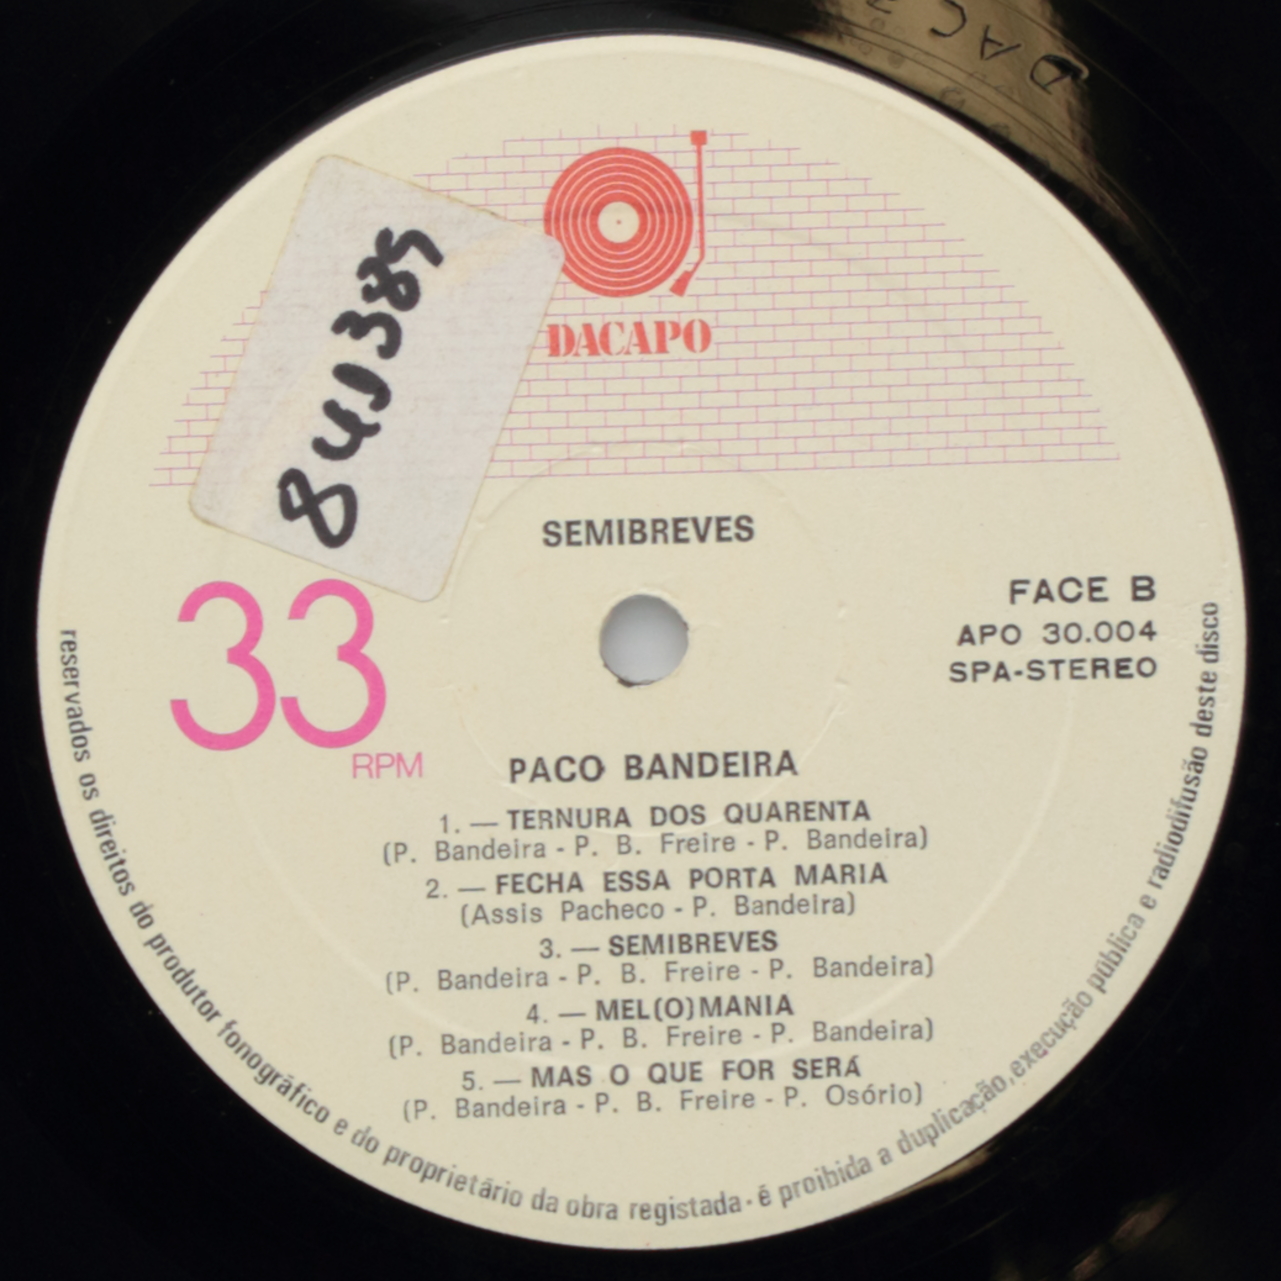 DAC
841389
DACAPO
SEMIBREVES
FACE B
APO 30.004
SPA-STEREO
33
RPM
PACO BANDEIRA
1. — TERNURA DOS QUARENTA
(P. Bandeira - P. B. Freire - P. Bandeira)
2. — FECHA ESSA PORTA MARIA
(Assis Pacheco - P. Bandeira)
3. — SEMIBREVES
(P. Bandeira - P. B. Freire - P. Bandeira)
4. — MEL(O)MANIA
(P. Bandeira - P. B. Freire - P. Bandeira)
5. — MAS O QUE FOR SERÁ
(P. Bandeira - P. B. Freire - P. Osório)
reservados os direitos do produtor fonográfico e do proprietário da obra registada · é proibida a duplicação, execução pública e radiodifusão deste disco